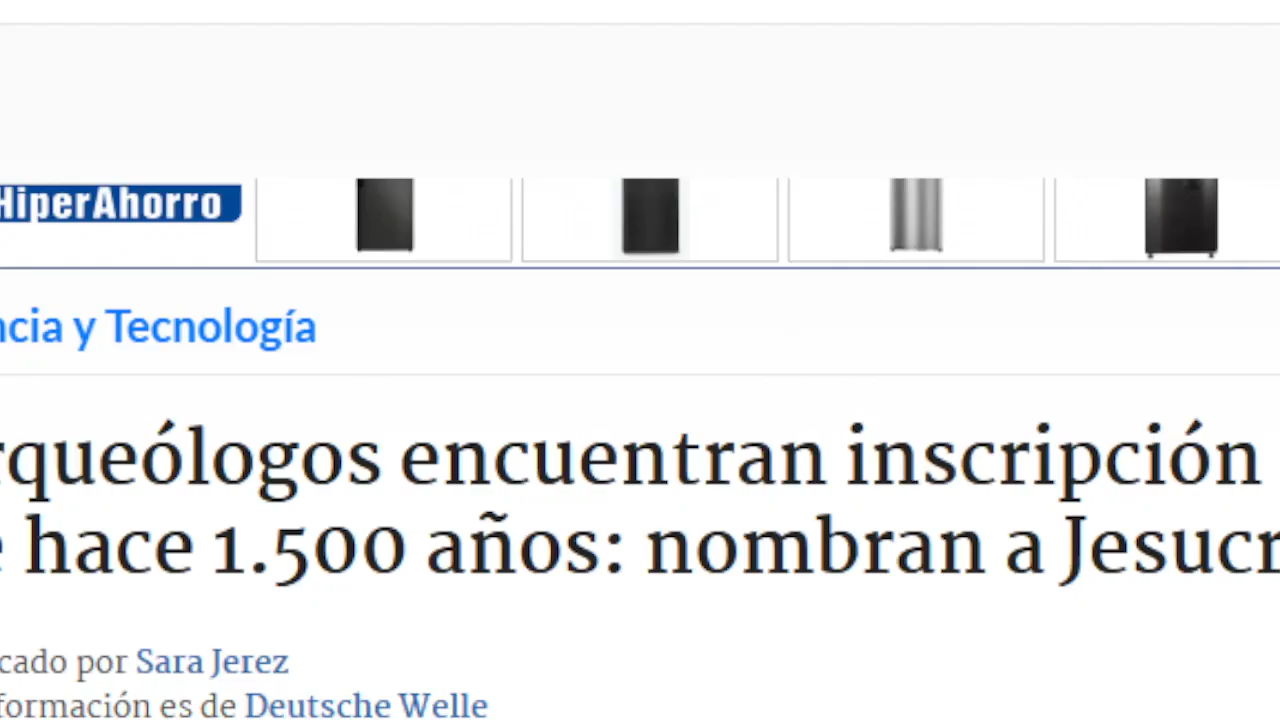 HiperAhorro
ncia y Tecnología
rqueólogos encuentran inscripción
e hace 1.500 años: nombran a Jesucr
cado por Sara Jerez
formación es de Deutsche Welle